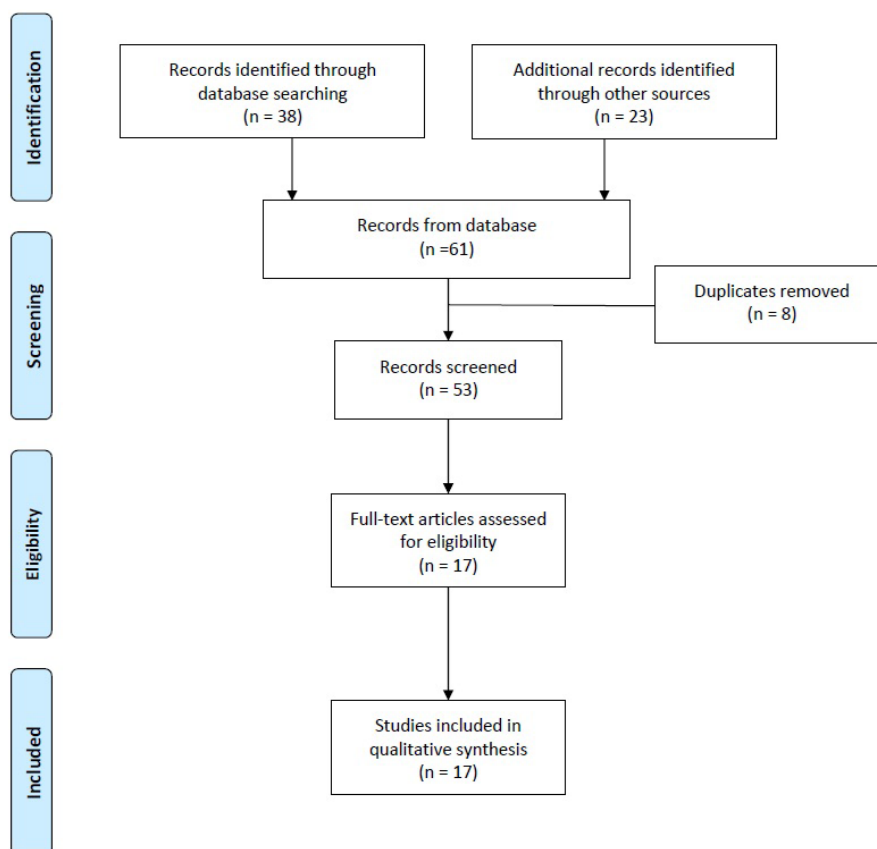 Identification
Records identified through
database searching
(n = 38)
Additional records identified
through other sources
(n = 23)
Records from database
(n =61)
Screening
Duplicates removed
(n = 8)
Records screened
(n = 53)
Eligibility
Full-text articles assessed
for eligibility
(n = 17)
Included
Studies included in
qualitative synthesis
(n = 17)